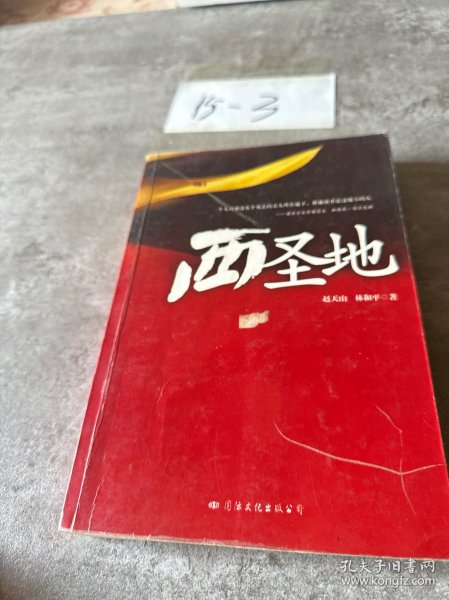 15-3
西圣地
赵天山 林和平◎著
国际文化出版公司
孔夫子旧书网
www.kongfz.com